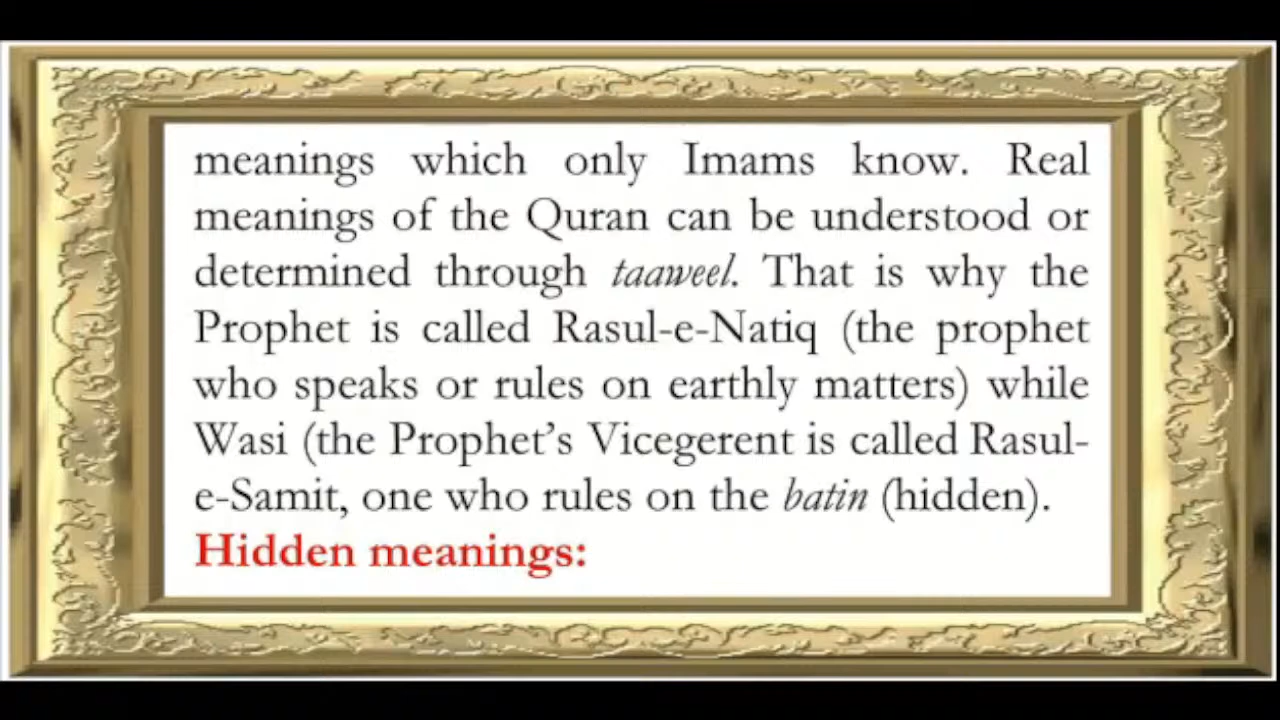 meanings which only Imams know. Real
meanings of the Quran can be understood or
determined through taaweel. That is why the
Prophet is called Rasul-e-Natiq (the prophet
who speaks or rules on earthly matters) while
Wasi (the Prophet’s Vicegerent is called Rasul-
e-Samit, one who rules on the batin (hidden).
Hidden meanings: